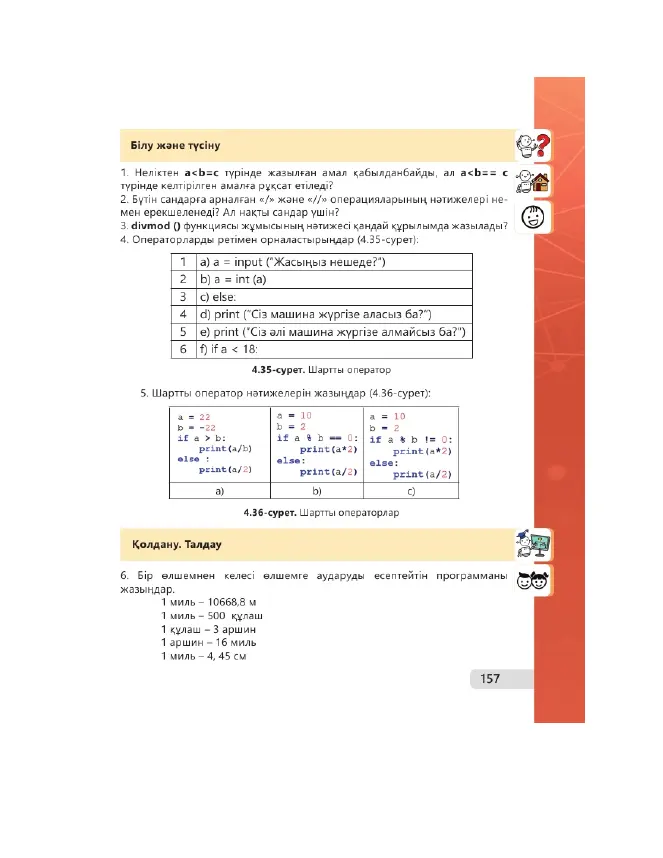 Білу және түсіну
1. Неліктен a<b=c түрінде жазылған амал қабылданбайды, ал a<b== c
түрінде келтірілген амалға рұқсат етіледі?
2. Бүтін сандарға арналған «/» және «//» операцияларының нәтижелері не-
мен ерекшеленеді? Ал нақты сандар үшін?
3. divmod () функциясы жұмысының нәтижесі қандай құрылымда жазылады?
4. Операторларды ретімен орналастырыңдар (4.35-сурет):
1 a) a = input ("Жасыңыз нешеде?")
2 b) a = int (a)
3 c) else:
4 d) print ("Сіз машина жүргізе аласыз ба?")
5 e) print ("Сіз әлі машина жүргізе алмайсыз ба?")
6 f) if a < 18:
4.35-сурет. Шартты оператор
5. Шартты оператор нәтижелерін жазыңдар (4.36-сурет):
a = 22
b = -22
if a > b:
print(a/b)
else :
print(a/2)
a)
a = 10
b = 2
if a % b == 0:
print(a*2)
else:
print(a/2)
b)
a = 10
b = 2
if a % b != 0:
print(a*2)
else:
print(a/2)
c)
4.36-сурет. Шартты операторлар
Қолдану. Талдау
6. Бір өлшемнен келесі өлшемге аударуды есептейтін программаны
жазыңдар.
1 миль – 10668,8 м
1 миль – 500 құлаш
1 құлаш – 3 аршин
1 аршин – 16 миль
1 миль – 4, 45 см
157